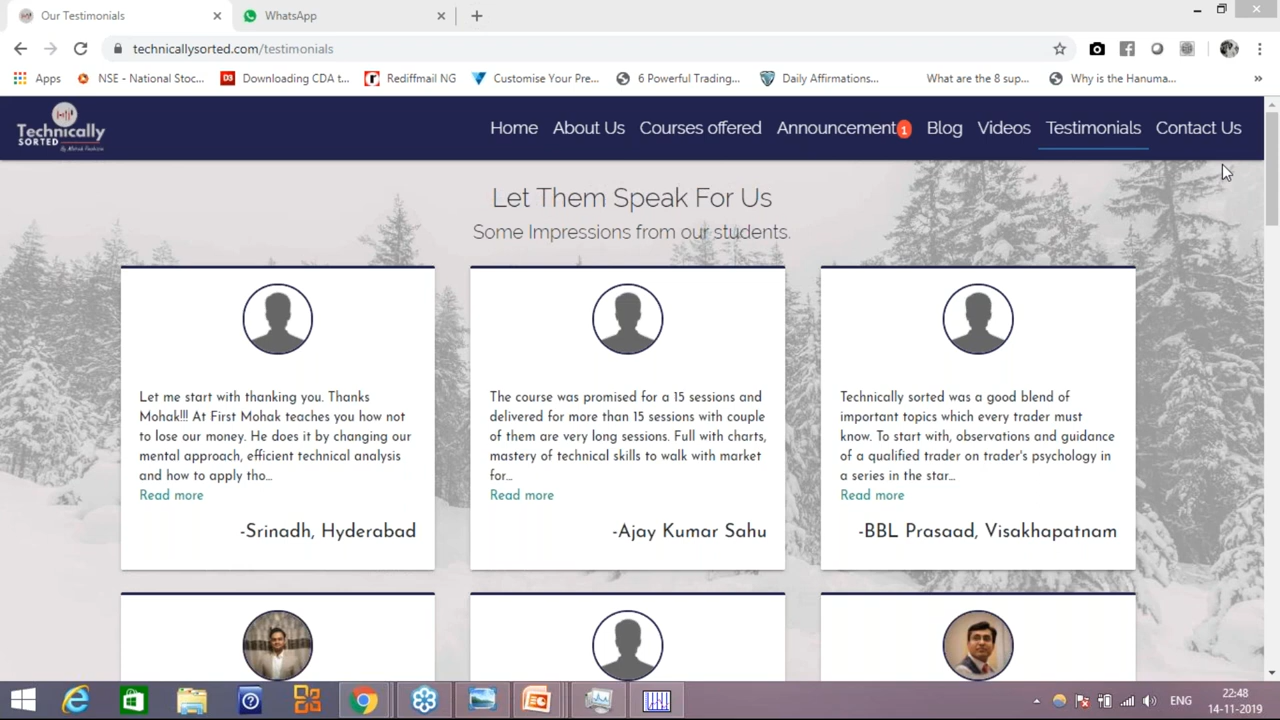 Our Testimonials
WhatsApp
technicallysorted.com/testimonials
Apps NSE - National Stoc... Downloading CDA t... Rediffmail NG Customise Your Pre... 6 Powerful Trading... Daily Affirmations... What are the 8 sup... Why is the Hanuma...
Technically
SORTED
Home About Us Courses offered Announcement 1 Blog Videos Testimonials Contact Us
Let Them Speak For Us
Some Impressions from our students.
Let me start with thanking you. Thanks
Mohak!!! At First Mohak teaches you how not
to lose our money. He does it by changing our
mental approach, efficient technical analysis
and how to apply tho...
Read more
-Srinadh, Hyderabad
The course was promised for a 15 sessions and
delivered for more than 15 sessions with couple
of them are very long sessions. Full with charts,
mastery of technical skills to walk with market
for...
Read more
-Ajay Kumar Sahu
Technically sorted was a good blend of
important topics which every trader must
know. To start with, observations and guidance
of a qualified trader on trader's psychology in
a series in the star...
Read more
-BBL Prasaad, Visakhapatnam
ENG
22:48
14-11-2019